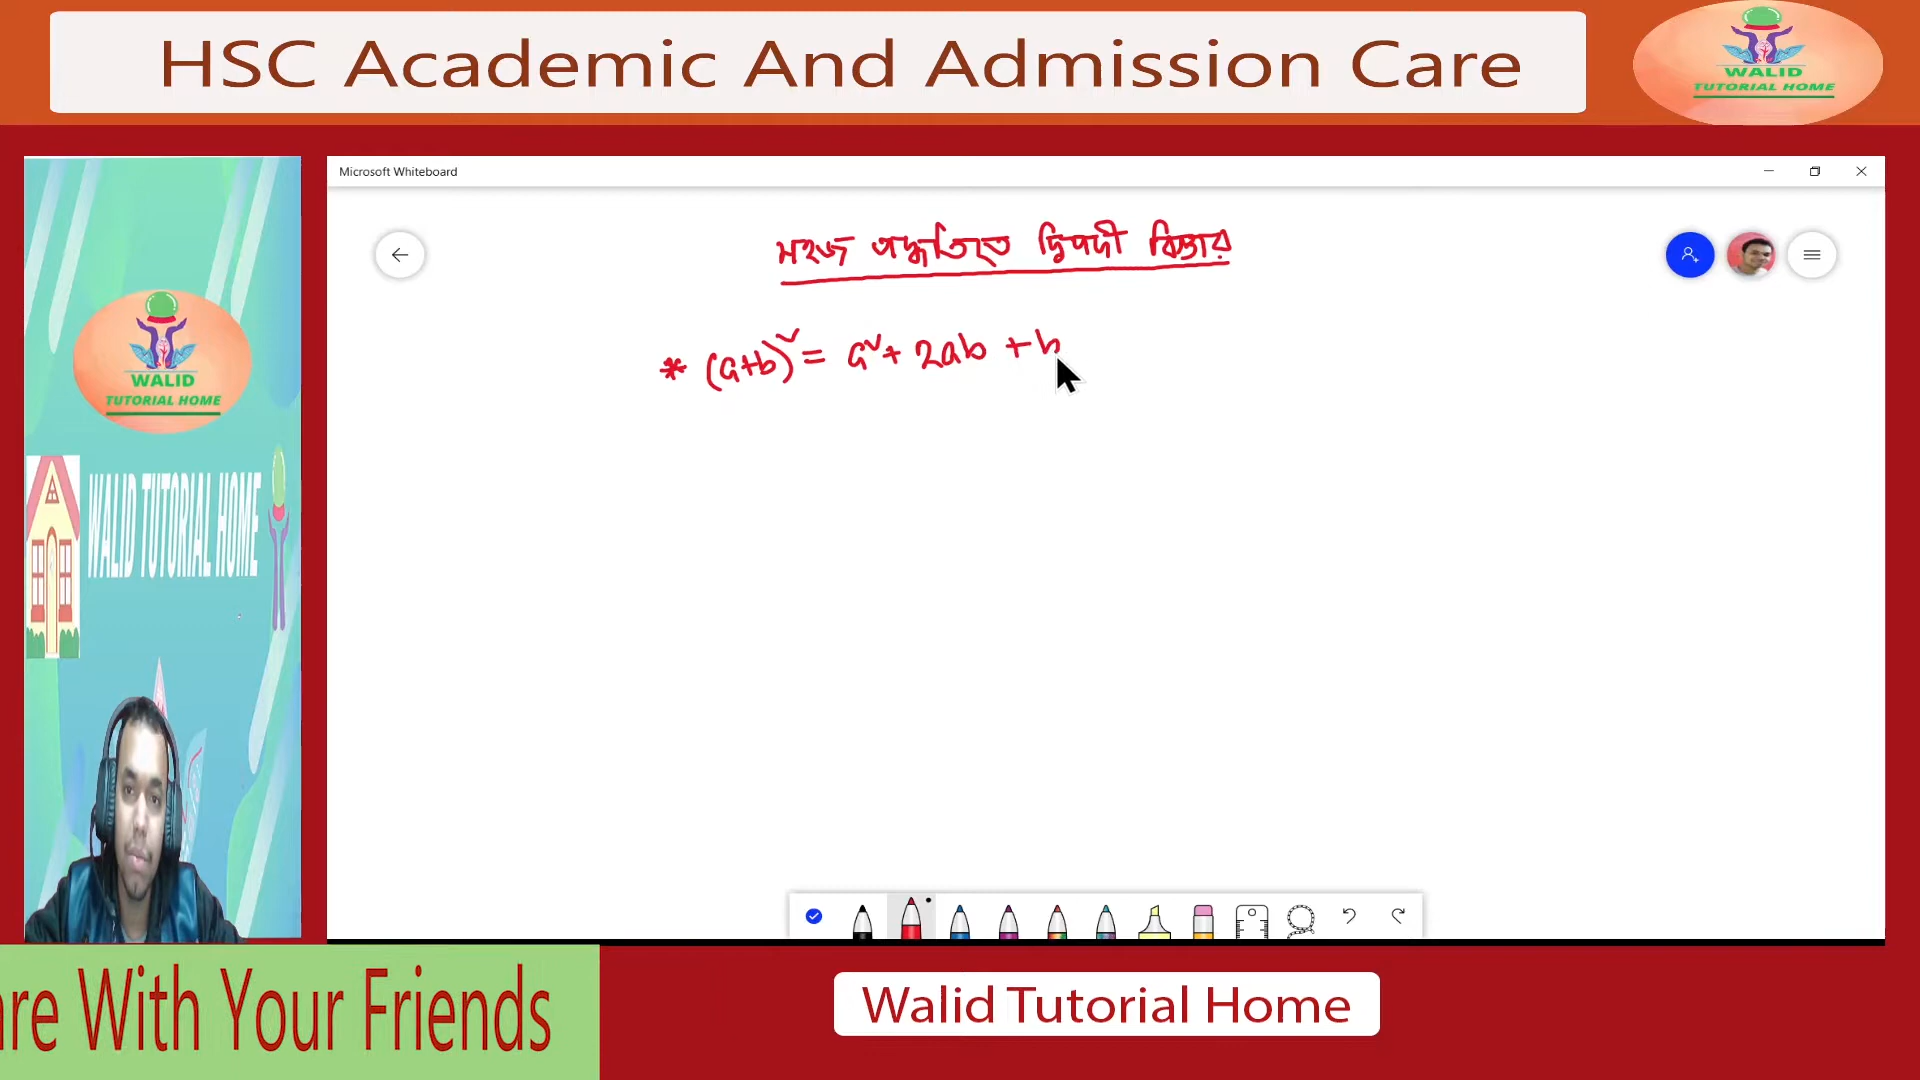 HSC Academic And Admission Care
WALID
TUTORIAL HOME
Microsoft Whiteboard
সহজ পদ্ধতিতে দ্বিপদী বিস্তার
* (a+b)² = a² + 2ab + b
WALID
TUTORIAL HOME
WALID TUTORIAL HOME
are With Your Friends
Walid Tutorial Home